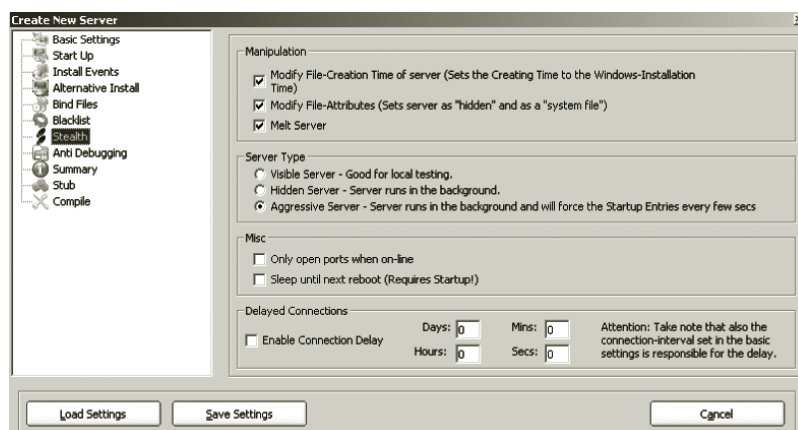 Create New Server
Basic Settings
Start Up
Install Events
Alternative Install
Bind Files
Blacklist
Stealth
Anti Debugging
Summary
Stub
Compile
Manipulation
Modify File-Creation Time of server (Sets the Creating Time to the Windows-Installation
Time)
Modify File-Attributes (Sets server as "hidden" and as a "system file")
Melt Server
Server Type
Visible Server - Good for local testing.
Hidden Server - Server runs in the background.
Aggressive Server - Server runs in the background and will force the Startup Entries every few secs
Misc
Only open ports when on-line
Sleep until next reboot (Requires Startup!)
Delayed Connections
Enable Connection Delay
Days: 0 Mins: 0
Hours: 0 Secs: 0
Attention: Take note that also the
connection-interval set in the basic
settings is responsible for the delay.
Load Settings
Save Settings
Cancel